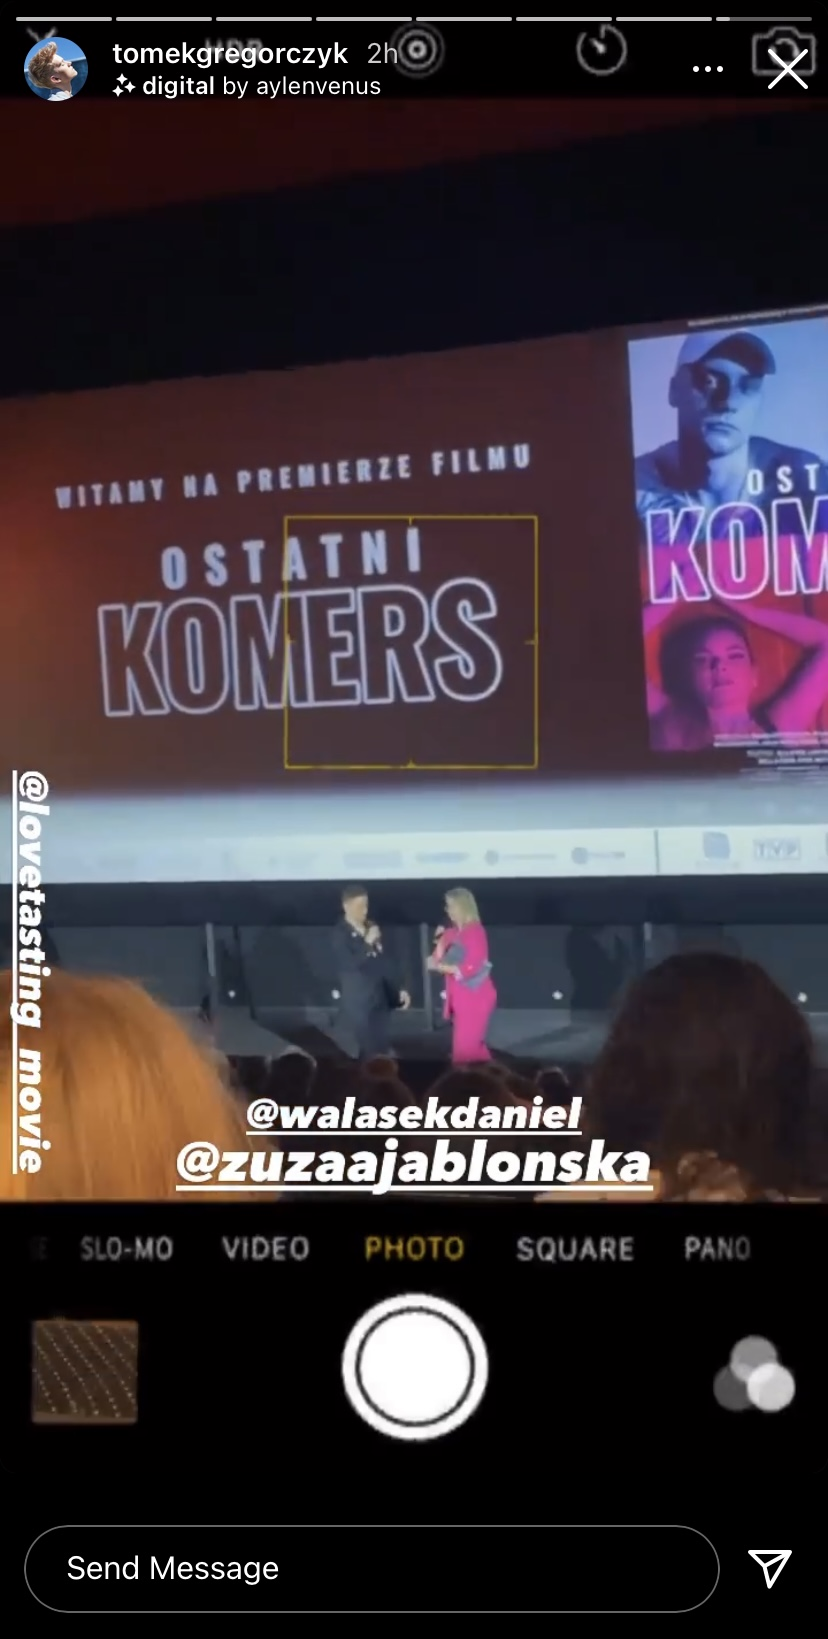 tomekgregorczyk 2h
digital by aylenvenus
WITAMY NA PREMIERZE FILMU
OSTATNI
KOMERS
OST
KOM
TVP
@lovetasting_movie
@walasekdaniel
@zuzaajablonska
SLO-MO VIDEO PHOTO SQUARE PANO
Send Message